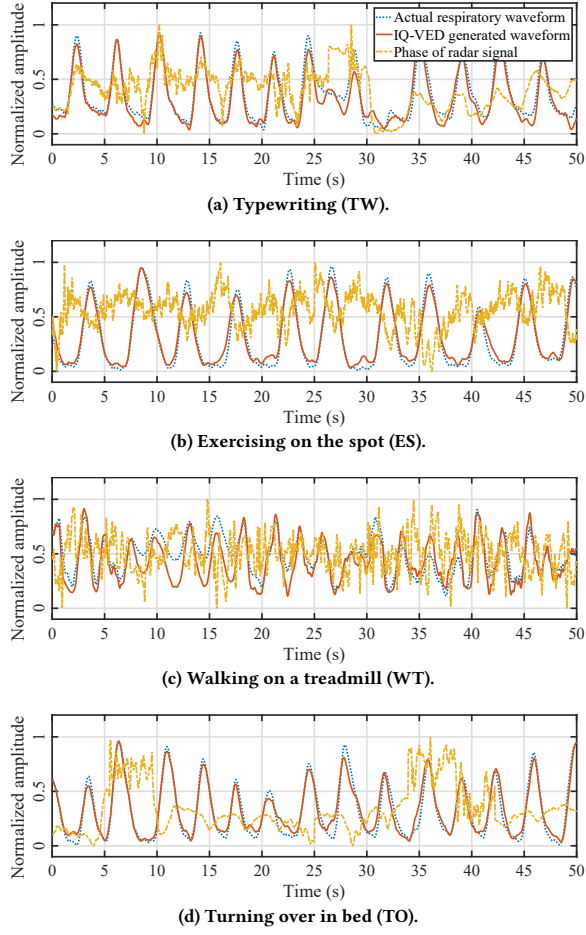 Normalized amplitude
1
0.5
0
Actual respiratory waveform
IQ-VED generated waveform
Phase of radar signal
0 5 10 15 20 25 30 35 40 45 50
Time (s)
(a) Typewriting (TW).
Normalized amplitude
1
0.5
0
0 5 10 15 20 25 30 35 40 45 50
Time (s)
(b) Exercising on the spot (ES).
Normalized amplitude
1
0.5
0
0 5 10 15 20 25 30 35 40 45 50
Time (s)
(c) Walking on a treadmill (WT).
Normalized amplitude
1
0.5
0
0 5 10 15 20 25 30 35 40 45 50
Time (s)
(d) Turning over in bed (TO).